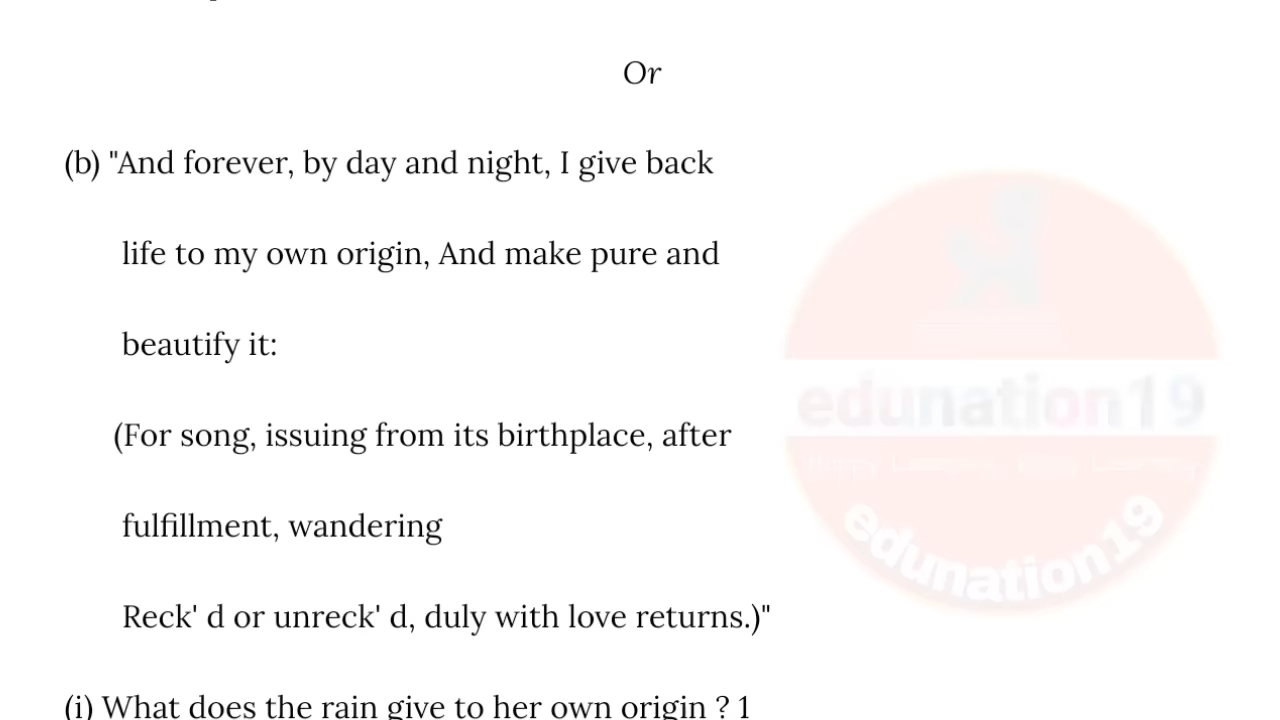 Or
(b) "And forever, by day and night, I give back
life to my own origin, And make pure and
beautify it:
(For song, issuing from its birthplace, after
fulfillment, wandering
Reck' d or unreck' d, duly with love returns.)"
(i) What does the rain give to her own origin ? 1
edunation19
edunation19